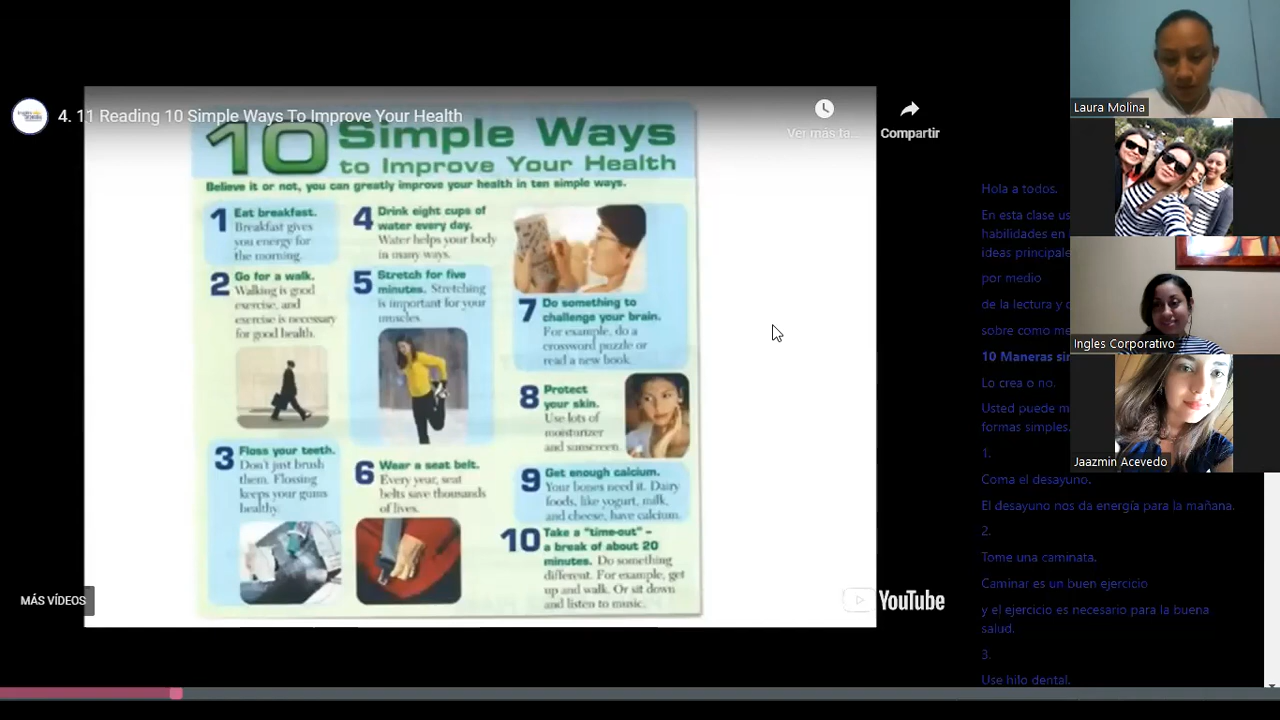 4. 11 Reading 10 Simple Ways To Improve Your Health
Ver más ta...
Compartir
10 Simple Ways
to Improve Your Health
Believe it or not, you can greatly improve your health in ten simple ways.
1 Eat breakfast.
Breakfast gives
you energy for
the morning.
2 Go for a walk.
Walking is good
exercise, and
exercise is necessary
for good health.
3 Floss your teeth.
Don't just brush
them. Flossing
keeps your gums
healthy.
4 Drink eight cups of
water every day.
Water helps your body
in many ways.
5 Stretch for five
minutes. Stretching
is important for your
muscles.
6 Wear a seat belt.
Every year, seat
belts save thousands
of lives.
7 Do something to
challenge your brain.
For example, do a
crossword puzzle or
read a new book.
8 Protect
your skin.
Use lots of
moisturizer
and sunscreen.
9 Get enough calcium.
Your bones need it. Dairy
foods, like yogurt, milk,
and cheese, have calcium.
10 Take a "time-out" –
a break of about 20
minutes. Do something
different. For example, get
up and walk. Or sit down
and listen to music.
MÁS VÍDEOS
YouTube
Hola a todos.
En esta clase us
habilidades en
ideas principale
por medio
de la lectura y
sobre como me
10 Maneras si
Lo crea o no.
Usted puede m
formas simples.
1.
Coma el desayuno.
El desayuno nos da energía para la mañana.
2.
Tome una caminata.
Caminar es un buen ejercicio
y el ejercicio es necesario para la buena
salud.
3.
Use hilo dental.
Laura Molina
Ingles Corporativo
Jaazmin Acevedo